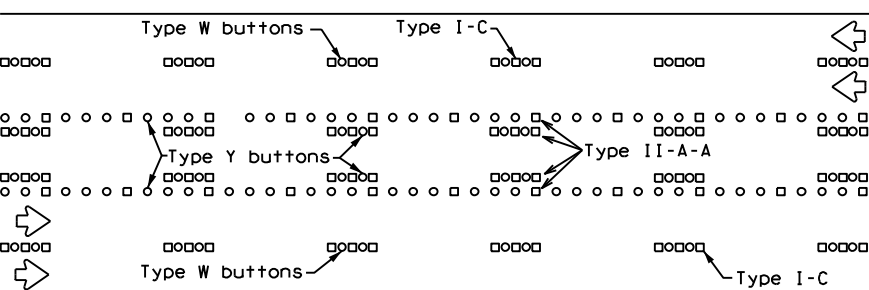 Type W buttons
Type I-C
Type Y buttons
Type II-A-A
Type W buttons
Type I-C